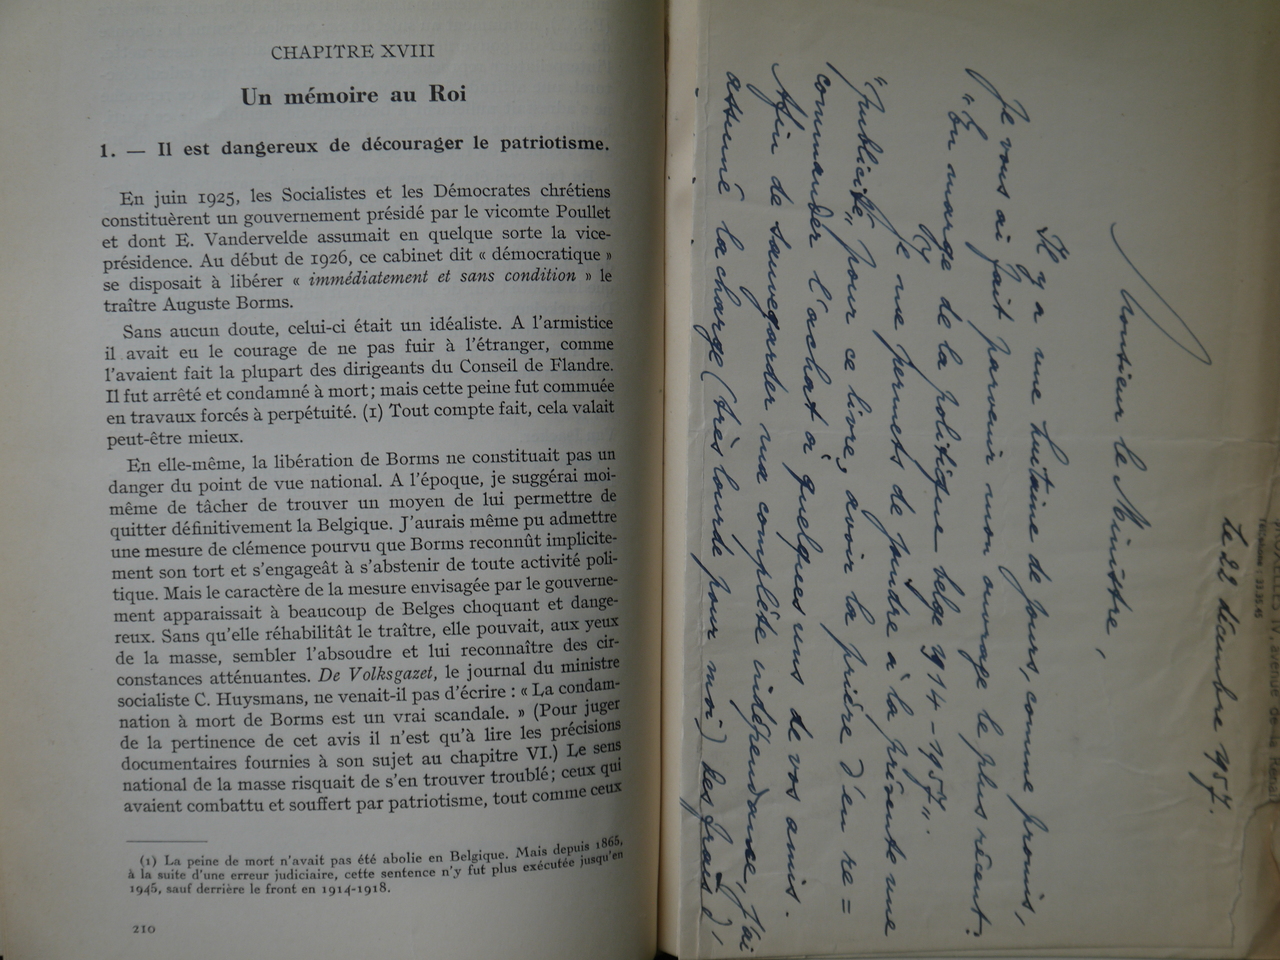 CHAPITRE XVIII
Un mémoire au Roi
1. — Il est dangereux de décourager le patriotisme.
En juin 1925, les Socialistes et les Démocrates chrétiens
constituèrent un gouvernement présidé par le vicomte Poullet
et dont E. Vandervelde assumait en quelque sorte la vice-
présidence. Au début de 1926, ce cabinet dit « démocratique »
se disposait à libérer « immédiatement et sans condition » le
traître Auguste Borms.
Sans aucun doute, celui-ci était un idéaliste. A l'armistice
il avait eu le courage de ne pas fuir à l'étranger, comme
l'avaient fait la plupart des dirigeants du Conseil de Flandre.
Il fut arrêté et condamné à mort; mais cette peine fut commuée
en travaux forcés à perpétuité. (1) Tout compte fait, cela valait
peut-être mieux.
En elle-même, la libération de Borms ne constituait pas un
danger du point de vue national. A l'époque, je suggérai moi-
même de tâcher de trouver un moyen de lui permettre de
quitter définitivement la Belgique. J'aurais même pu admettre
une mesure de clémence pourvu que Borms reconnût implicite-
ment son tort et s'engageât à s'abstenir de toute activité poli-
tique. Mais le caractère de la mesure envisagée par le gouverne-
ment apparaissait à beaucoup de Belges choquant et dange-
reux. Sans qu'elle réhabilitât le traître, elle pouvait, aux yeux
de la masse, sembler l'absoudre et lui reconnaître des cir-
constances atténuantes. De Volksgazet, le journal du ministre
socialiste C. Huysmans, ne venait-il pas d'écrire : « La condam-
nation à mort de Borms est un vrai scandale. » (Pour juger
de la pertinence de cet avis il n'est qu'à lire les précisions
documentaires fournies à son sujet au chapitre VI.) Le sens
national de la masse risquait de s'en trouver troublé; ceux qui
avaient combattu et souffert par patriotisme, tout comme ceux
(1) La peine de mort n'avait pas été abolie en Belgique. Mais depuis 1865,
à la suite d'une erreur judiciaire, cette sentence n'y fut plus exécutée jusqu'en
1945, sauf derrière le front en 1914-1918.
210
avenue de la
Le 22 décembre 1957.
Monsieur le Ministre,
Il y a une huitaine de jours, comme promis,
Je vous ai fait parvenir mon ouvrage le plus récent:
"En marge de la politique belge 1914-1957".
Je me permets de joindre à la présente une
"publicité" pour ce livre, avoir la prière d'en re=
commander l'achat à quelques uns de vos amis.
Afin de sauvegarder ma complète indépendance, j'ai
assumé la charge (très lourde pour moi) des frais d',